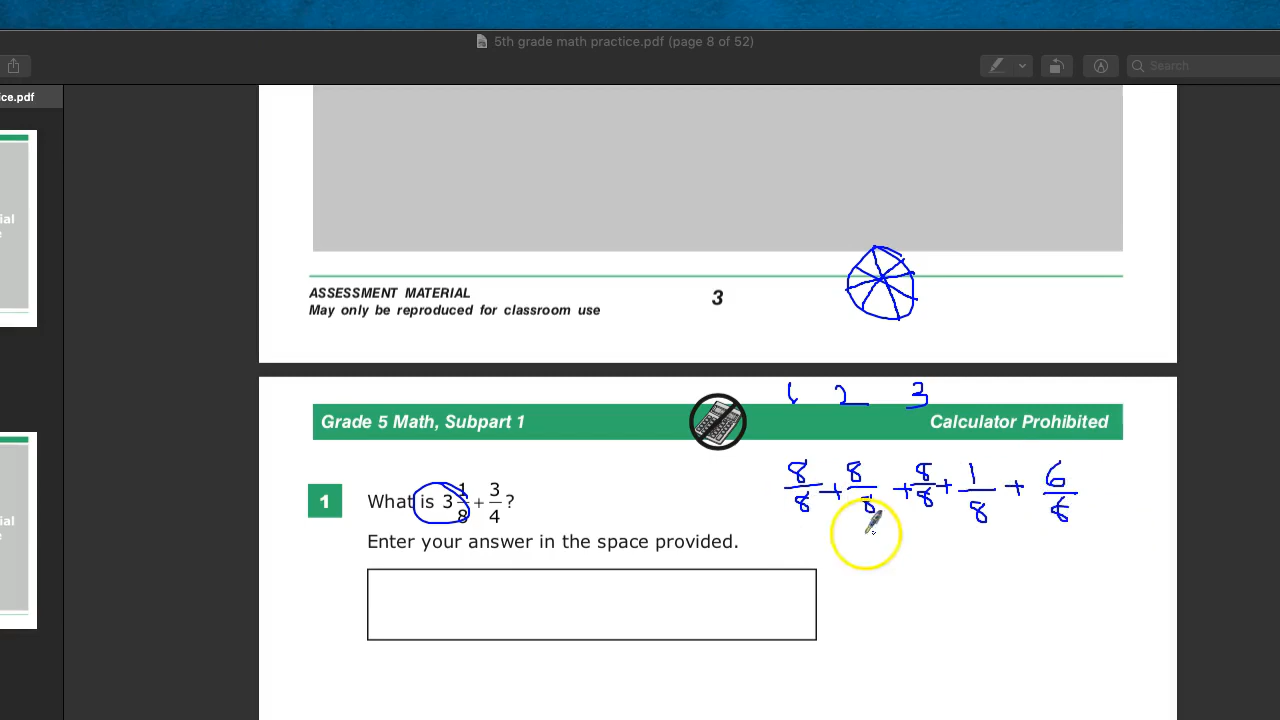 5th grade math practice.pdf (page 8 of 52)
Search
ce.pdf
ial
e
ASSESSMENT MATERIAL
May only be reproduced for classroom use
3
1 2 3
Grade 5 Math, Subpart 1
Calculator Prohibited
8/8 + 8/8 + 8/8 + 1/8 + 6/8
1
What is 3 1/8 + 3/4 ?
Enter your answer in the space provided.
ial
e